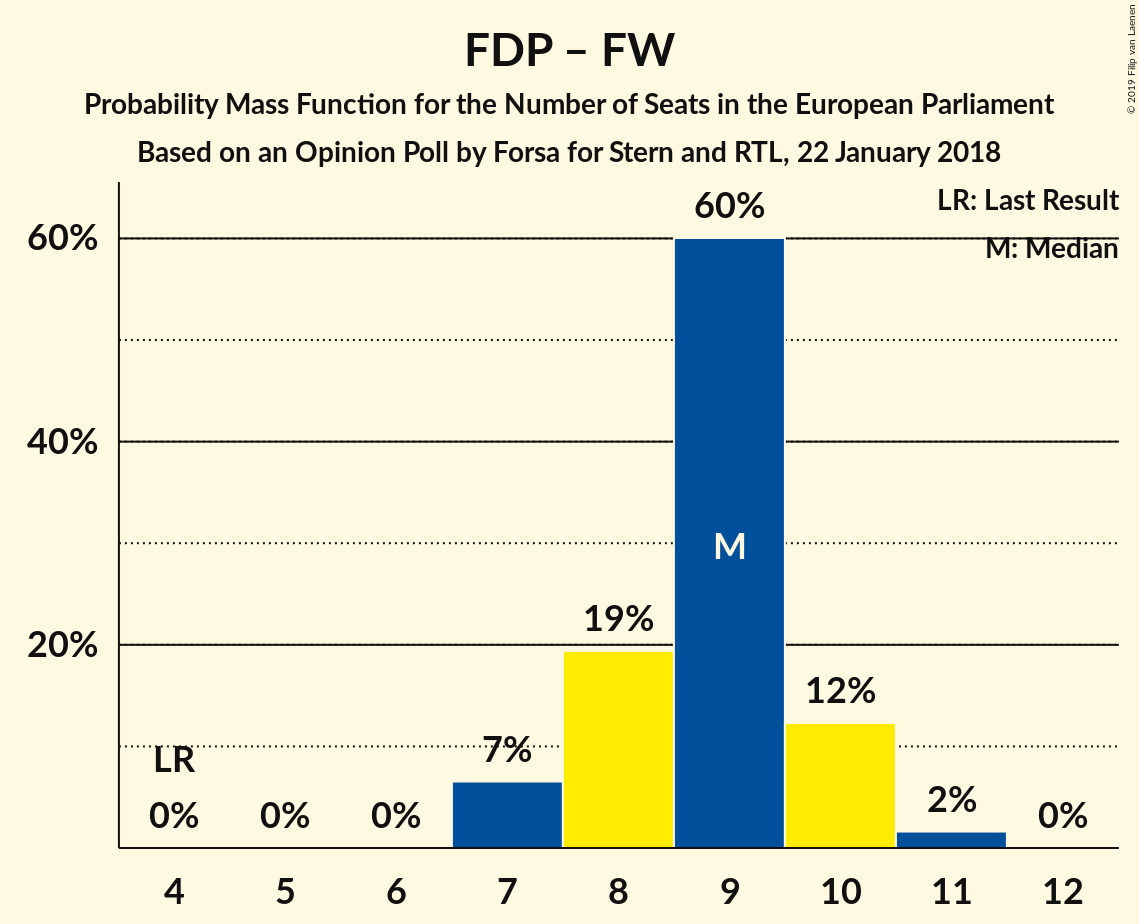 FDP – FW
Probability Mass Function for the Number of Seats in the European Parliament
Based on an Opinion Poll by Forsa for Stern and RTL, 22 January 2018
© 2019 Filip van Laenen
LR: Last Result
M: Median
60%
40%
20%
LR
0%
0%
0%
7%
19%
60%
M
12%
2%
0%
4 5 6 7 8 9 10 11 12